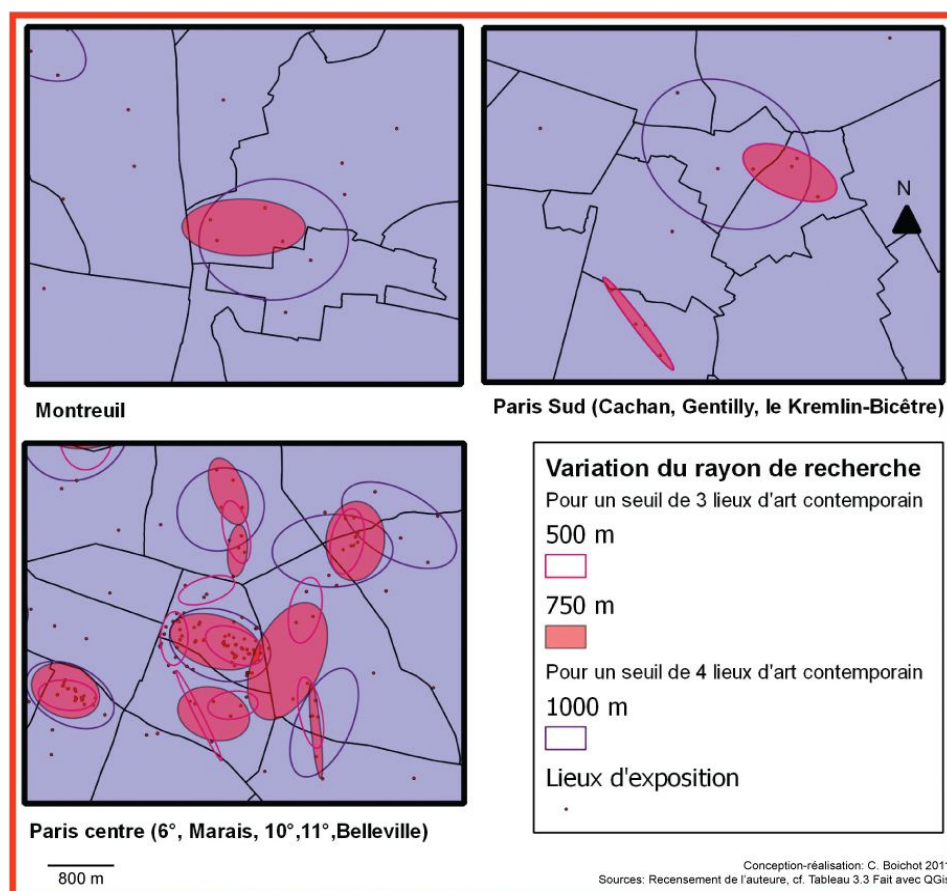 Montreuil
N
Paris Sud (Cachan, Gentilly, le Kremlin-Bicêtre)
Paris centre (6°, Marais, 10°,11°,Belleville)
800 m
Variation du rayon de recherche
Pour un seuil de 3 lieux d'art contemporain
500 m
750 m
Pour un seuil de 4 lieux d'art contemporain
1000 m
Lieux d'exposition
Conception-réalisation: C. Boichot 2011
Sources: Recensement de l'auteure, cf. Tableau 3.3 Fait avec QGis